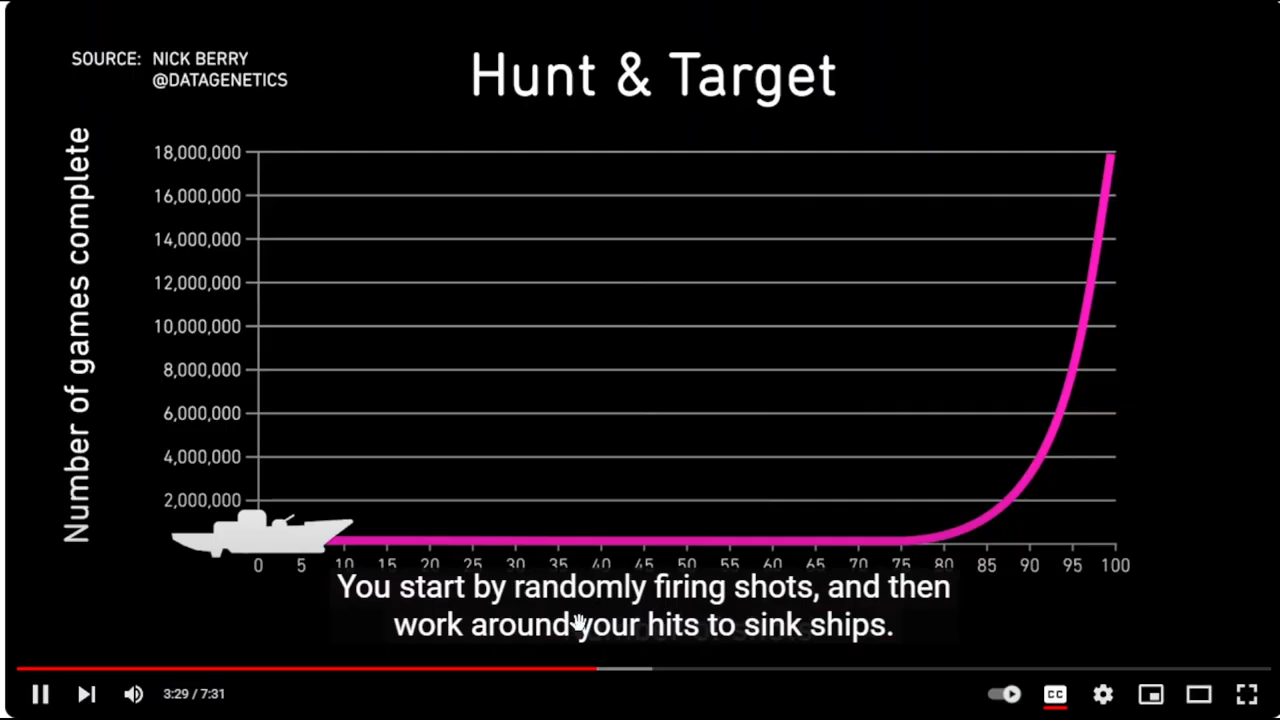 SOURCE: NICK BERRY
@DATAGENETICS
Hunt & Target
Number of games complete
18,000,000
16,000,000
14,000,000
12,000,000
10,000,000
8,000,000
6,000,000
4,000,000
2,000,000
0 5 10 15 20 25 30 35 40 45 50 55 60 65 70 75 80 85 90 95 100
You start by randomly firing shots, and then
work around your hits to sink ships.
3:29 / 7:31
CC